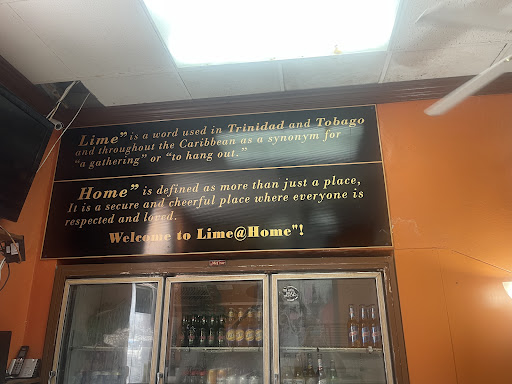 Lime” is a word used in Trinidad and Tobago
and throughout the Caribbean as a synonym for
“a gathering” or “to hang out.”
Home” is defined as more than just a place,
It is a secure and cheerful place where everyone is
respected and loved.
Welcome to Lime@Home"!